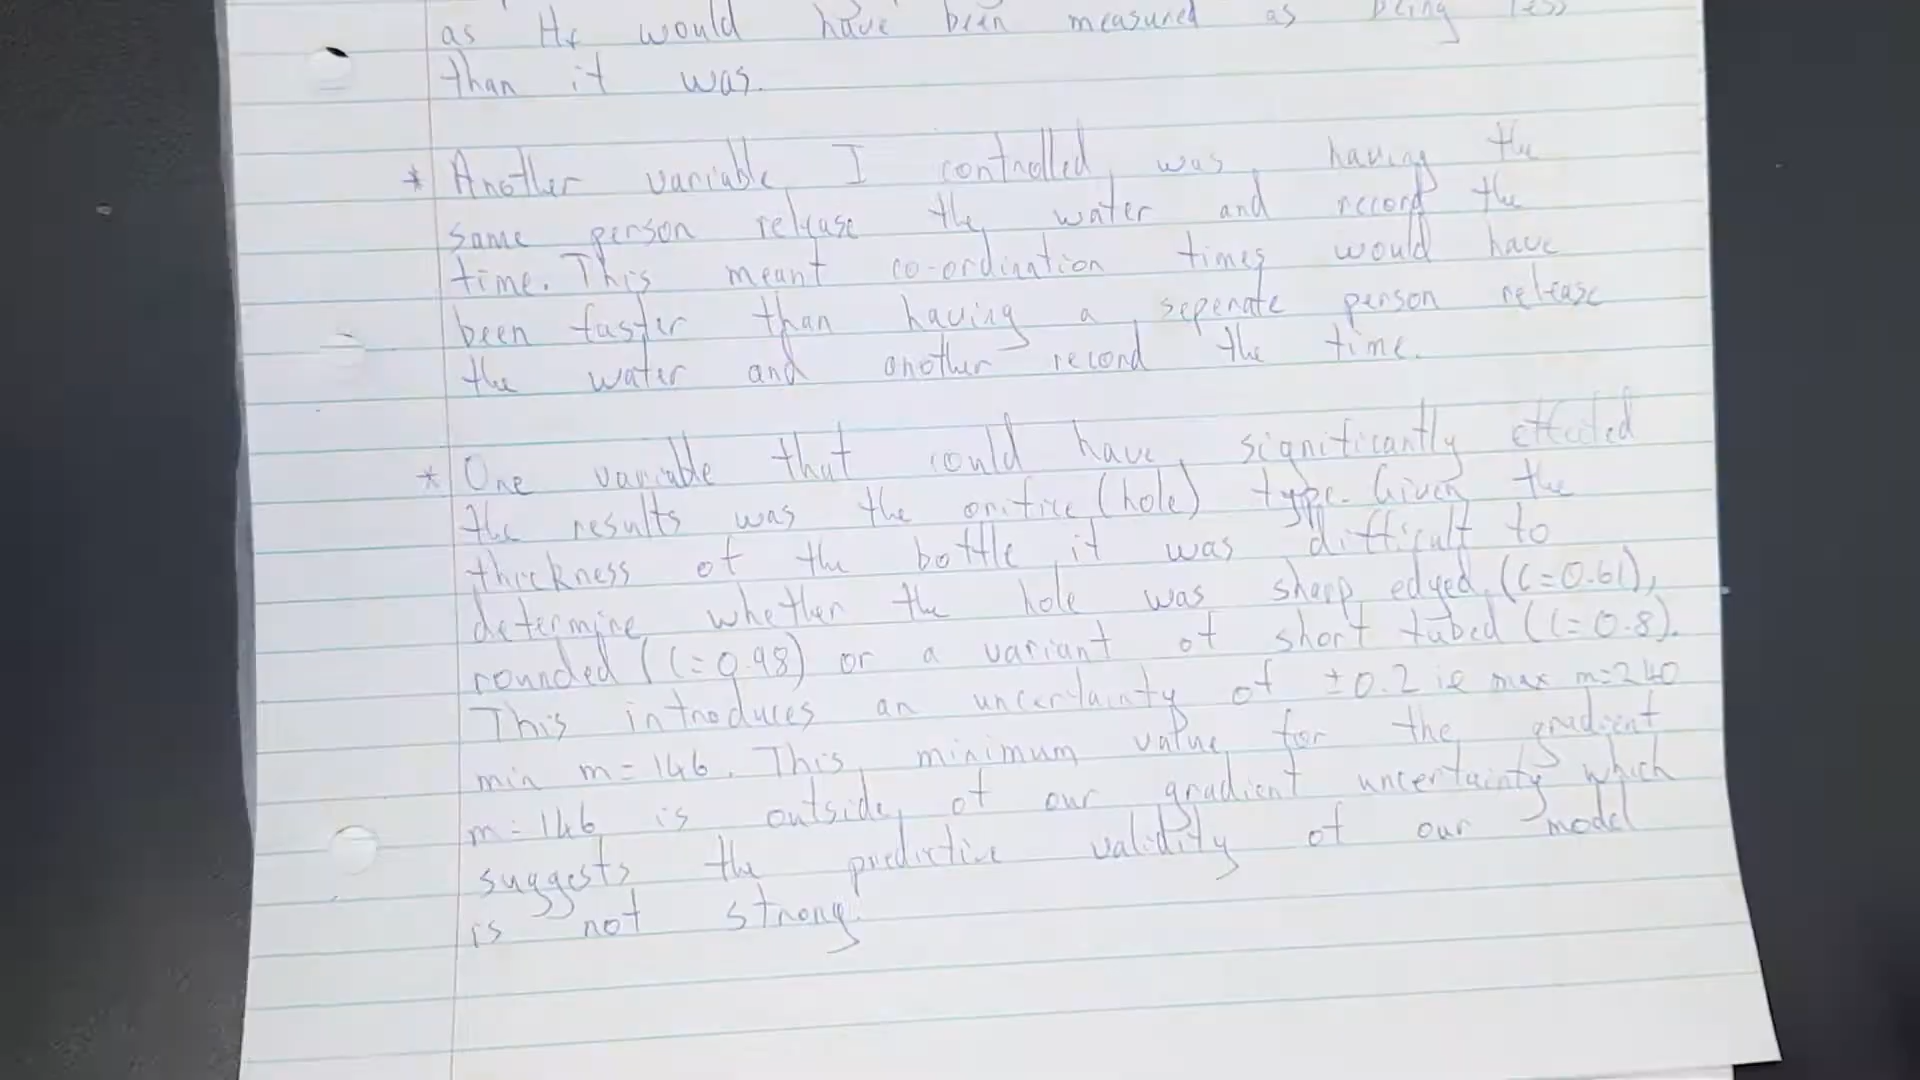 as Hf would have been measured as being less
than it was.
* Another variable I controlled was having the
same person release the water and record the
time. This meant co-ordination times would have
been faster than having a seperate person release
the water and another record the time.
* One variable that could have significantly effected
the results was the orifice (hole) type. Given the
thickness of the bottle it was difficult to
determine whether the hole was sharp edged (C=0.61),
rounded (C=0.98) or a variant of short tubed (C=0.8).
This introduces an uncertainty of ±0.2 ie max m=240
min m=146. This minimum value for the gradient
m=146 is outside of our gradient uncertainty which
suggests the predictive validity of our model
is not strong.